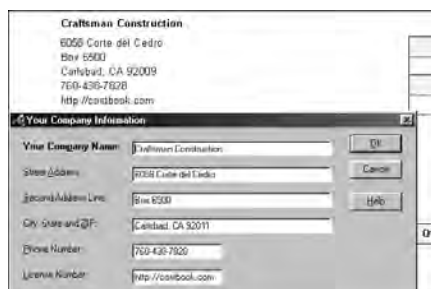 Craftsman Construction
6058 Corte del Cedro
Box 6500
Carlsbad, CA 92009
760-438-7828
http://costbook.com
Your Company Information
Your Company Name: Craftsman Construction
OK
Street Address: 6058 Corte del Cedro
Cancel
Second Address Line: Box 6500
Help
City, State and ZIP: Carlsbad, CA 92011
Phone Number: 760-438-7828
License Number: http://costbook.com